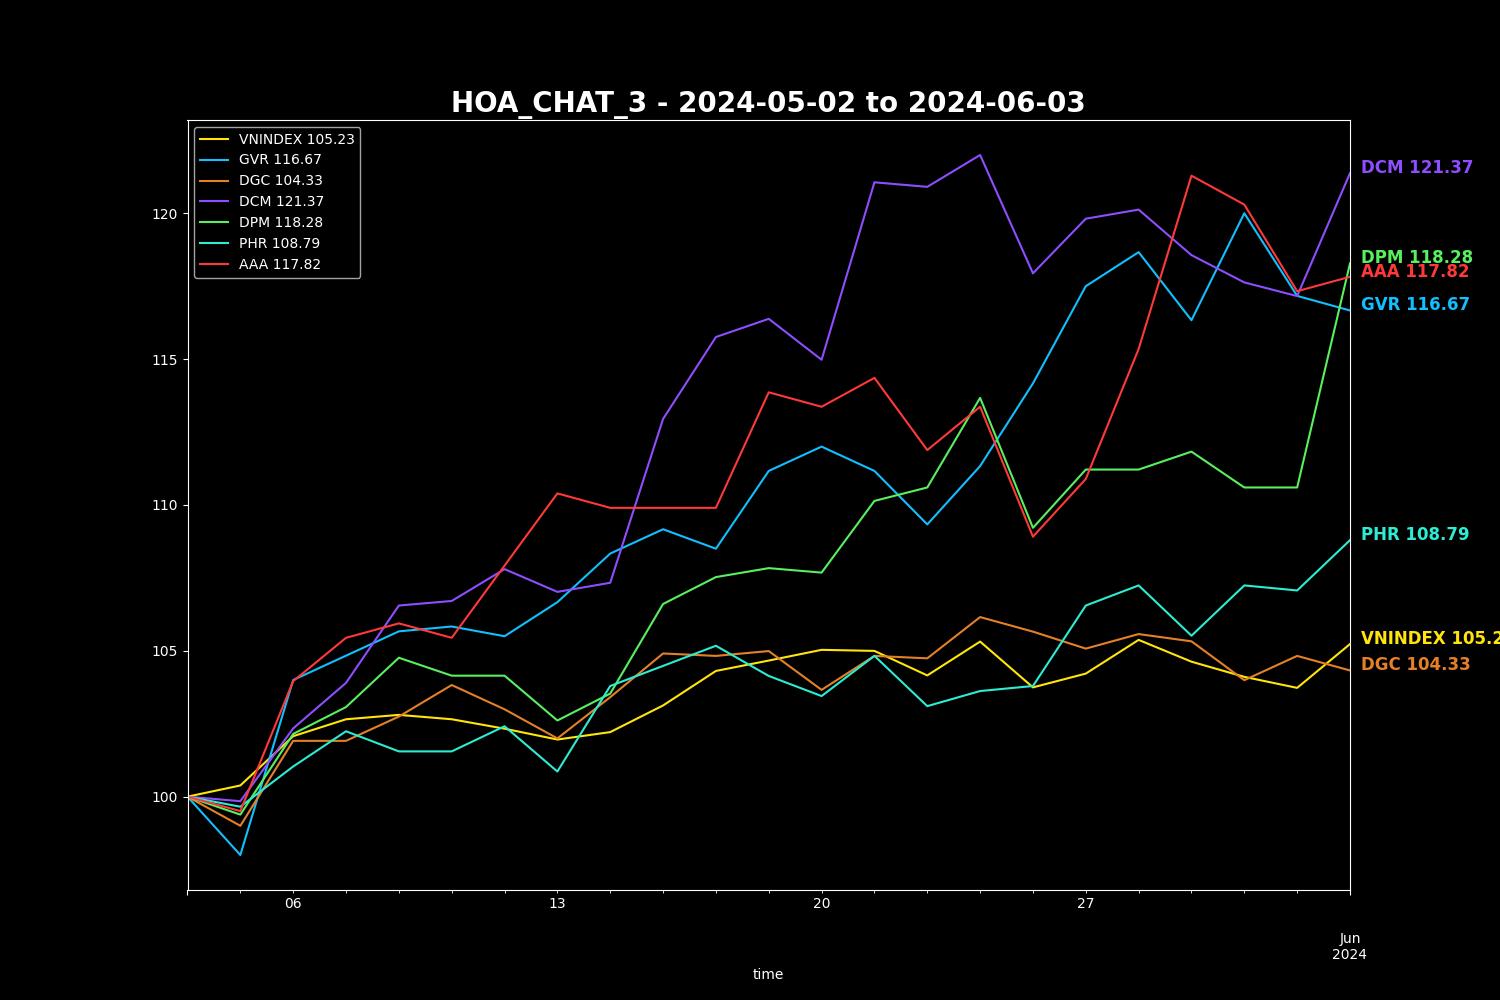 HOA_CHAT_3 - 2024-05-02 to 2024-06-03
VNINDEX 105.23
GVR 116.67
DGC 104.33
DCM 121.37
DPM 118.28
PHR 108.79
AAA 117.82
120
115
110
105
100
DCM 121.37
DPM 118.28
AAA 117.82
GVR 116.67
PHR 108.79
VNINDEX 105.2
DGC 104.33
06
13
20
27
Jun
2024
time